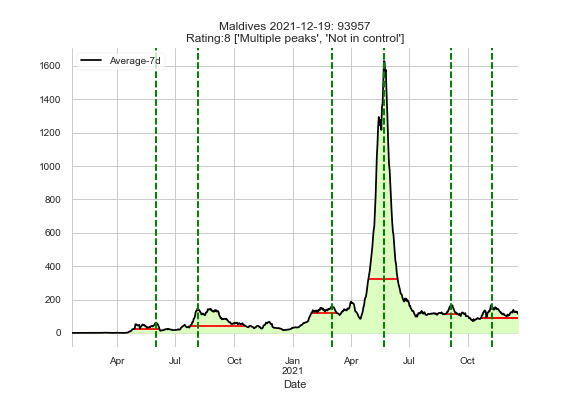 Maldives 2021-12-19: 93957
Rating:8 ['Multiple peaks', 'Not in control']
Average-7d
1600
1400
1200
1000
800
600
400
200
0
Apr Jul Oct Jan Apr Jul Oct
2021
Date